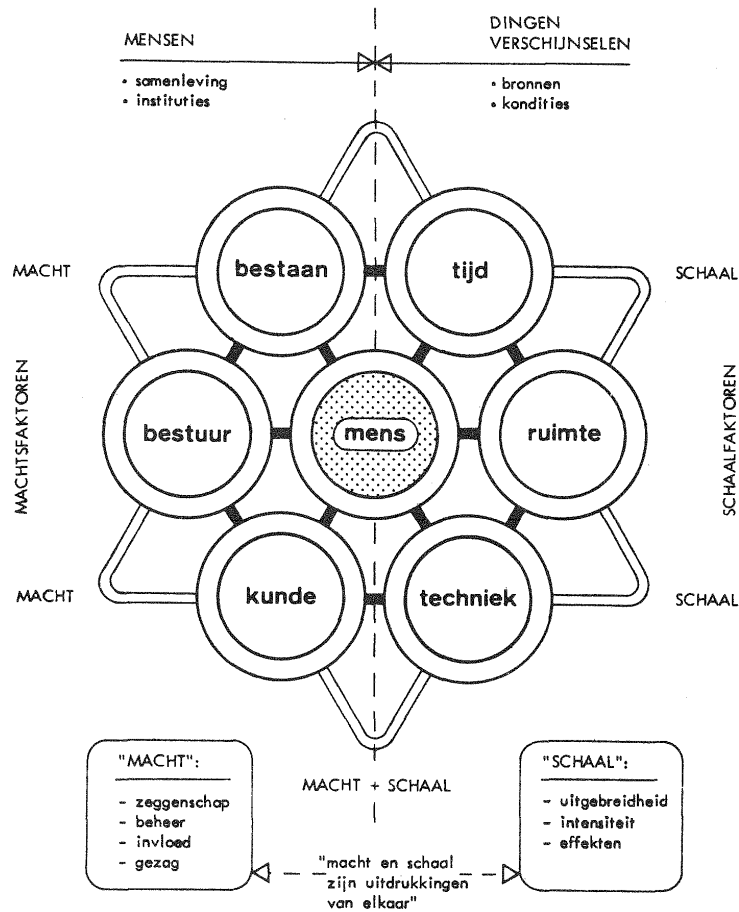 MENSEN
• samenleving
• instituties
DINGEN
VERSCHIJNSELEN
• bronnen
• kondities
bestaan
tijd
MACHT
SCHAAL
MACHTSFAKTOREN
bestuur
mens
ruimte
SCHAALFAKTOREN
MACHT
kunde
techniek
SCHAAL
MACHT + SCHAAL
"MACHT":
- zeggenschap
- beheer
- invloed
- gezag
"SCHAAL":
- uitgebreidheid
- intensiteit
- effekten
"macht en schaal
zijn uitdrukkingen
van elkaar"